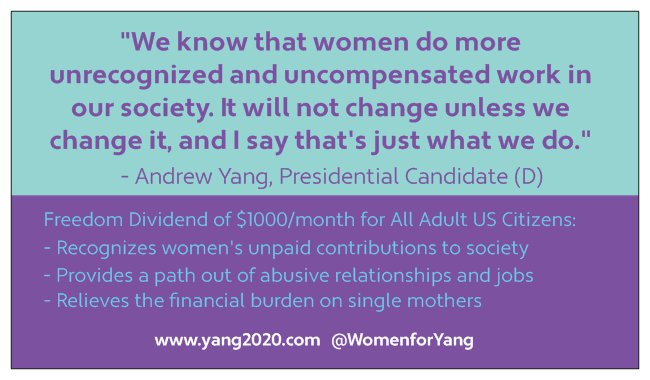 "We know that women do more
unrecognized and uncompensated work in
our society. It will not change unless we
change it, and I say that's just what we do."
- Andrew Yang, Presidential Candidate (D)
Freedom Dividend of $1000/month for All Adult US Citizens:
- Recognizes women's unpaid contributions to society
- Provides a path out of abusive relationships and jobs
- Relieves the financial burden on single mothers
www.yang2020.com @WomenforYang